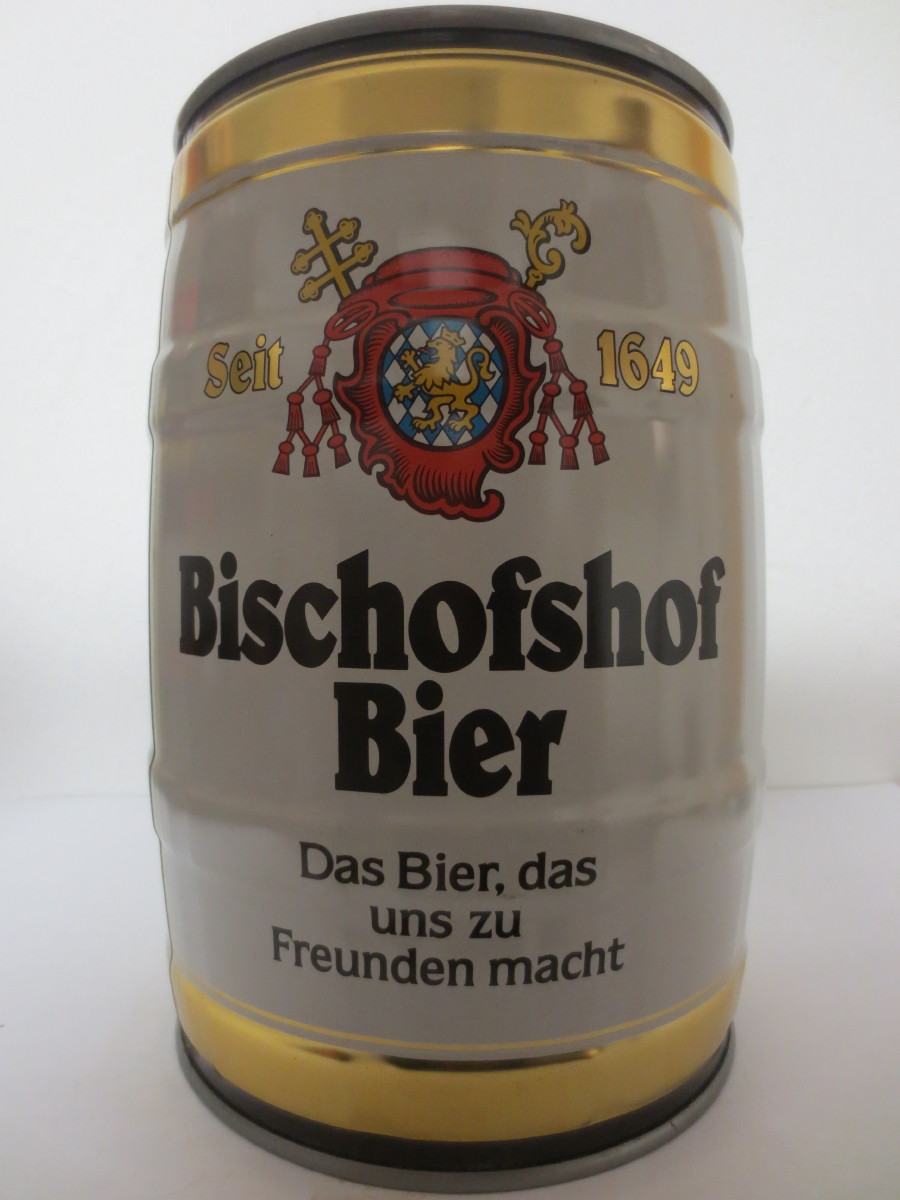 Seit 1649
Bischofshof
Bier
Das Bier, das
uns zu
Freunden macht